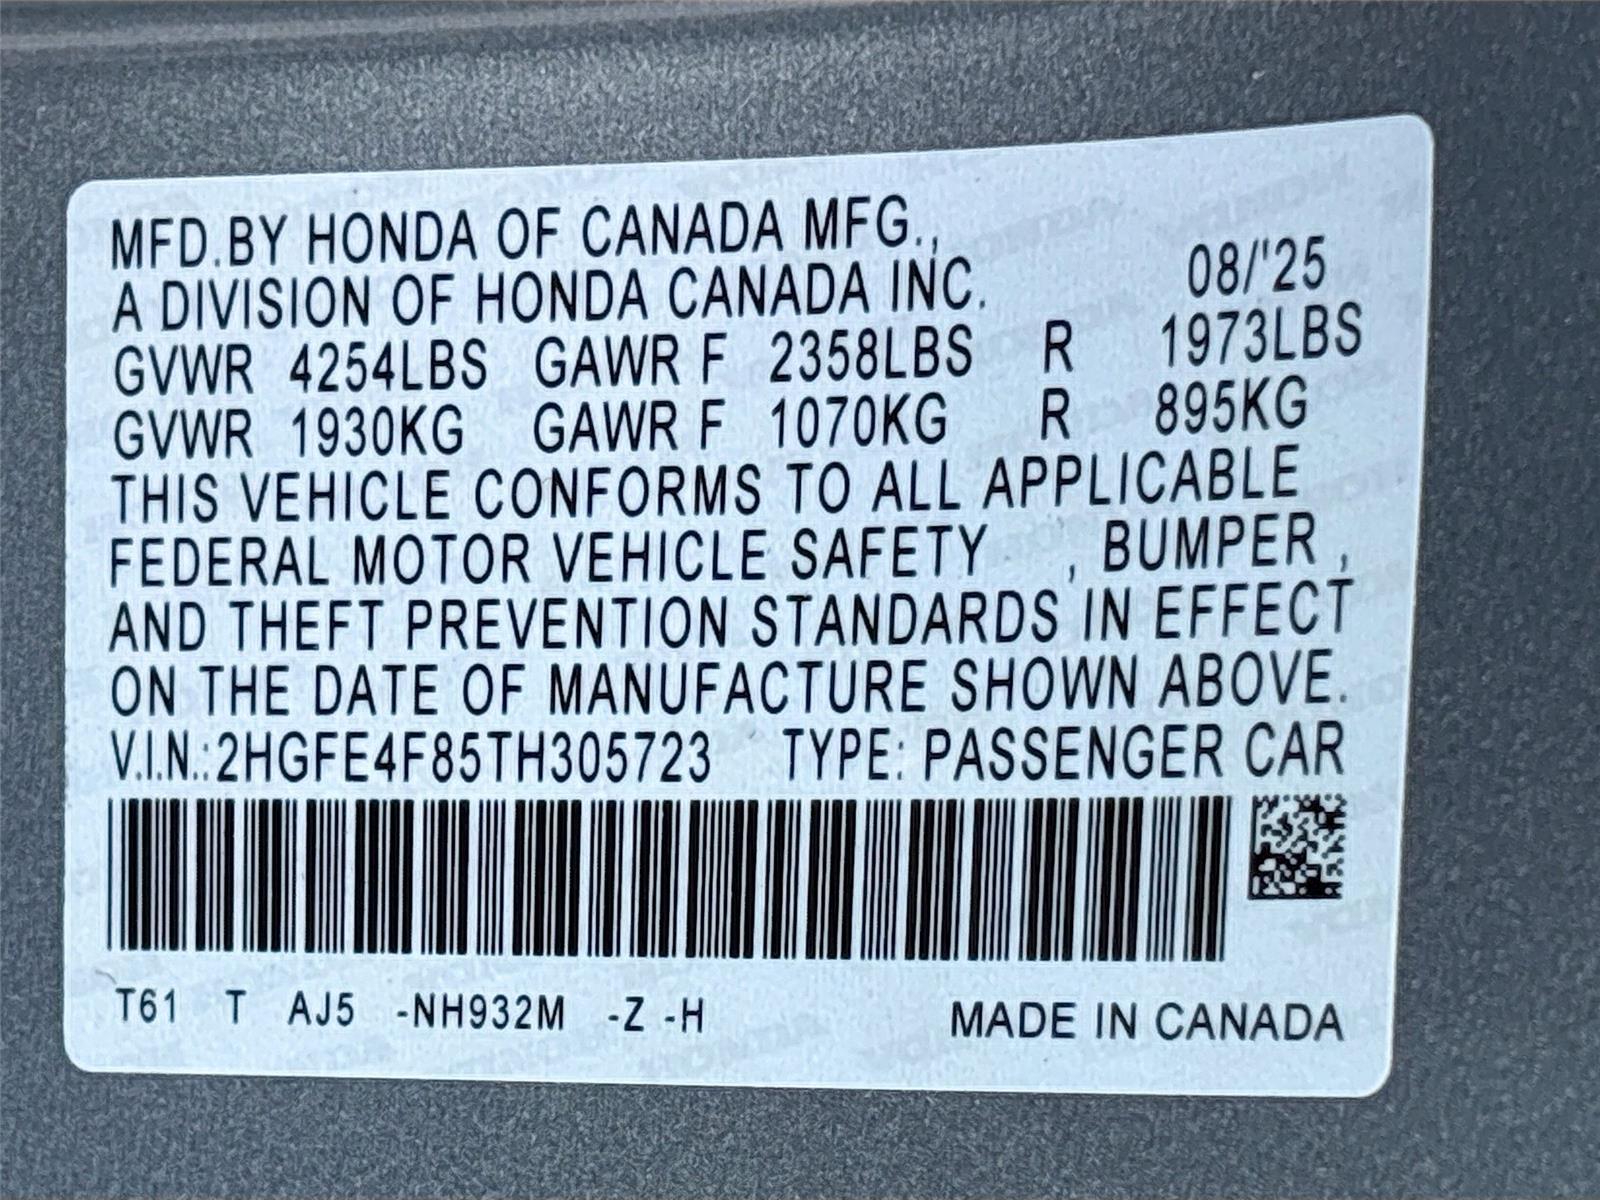 MFD.BY HONDA OF CANADA MFG.,
A DIVISION OF HONDA CANADA INC. 08/'25
GVWR 4254LBS GAWR F 2358LBS R 1973LBS
GVWR 1930KG GAWR F 1070KG R 895KG
THIS VEHICLE CONFORMS TO ALL APPLICABLE
FEDERAL MOTOR VEHICLE SAFETY , BUMPER ,
AND THEFT PREVENTION STANDARDS IN EFFECT
ON THE DATE OF MANUFACTURE SHOWN ABOVE.
V.I.N.:2HGFE4F85TH305723 TYPE: PASSENGER CAR
T61 T AJ5 -NH932M -Z -H MADE IN CANADA